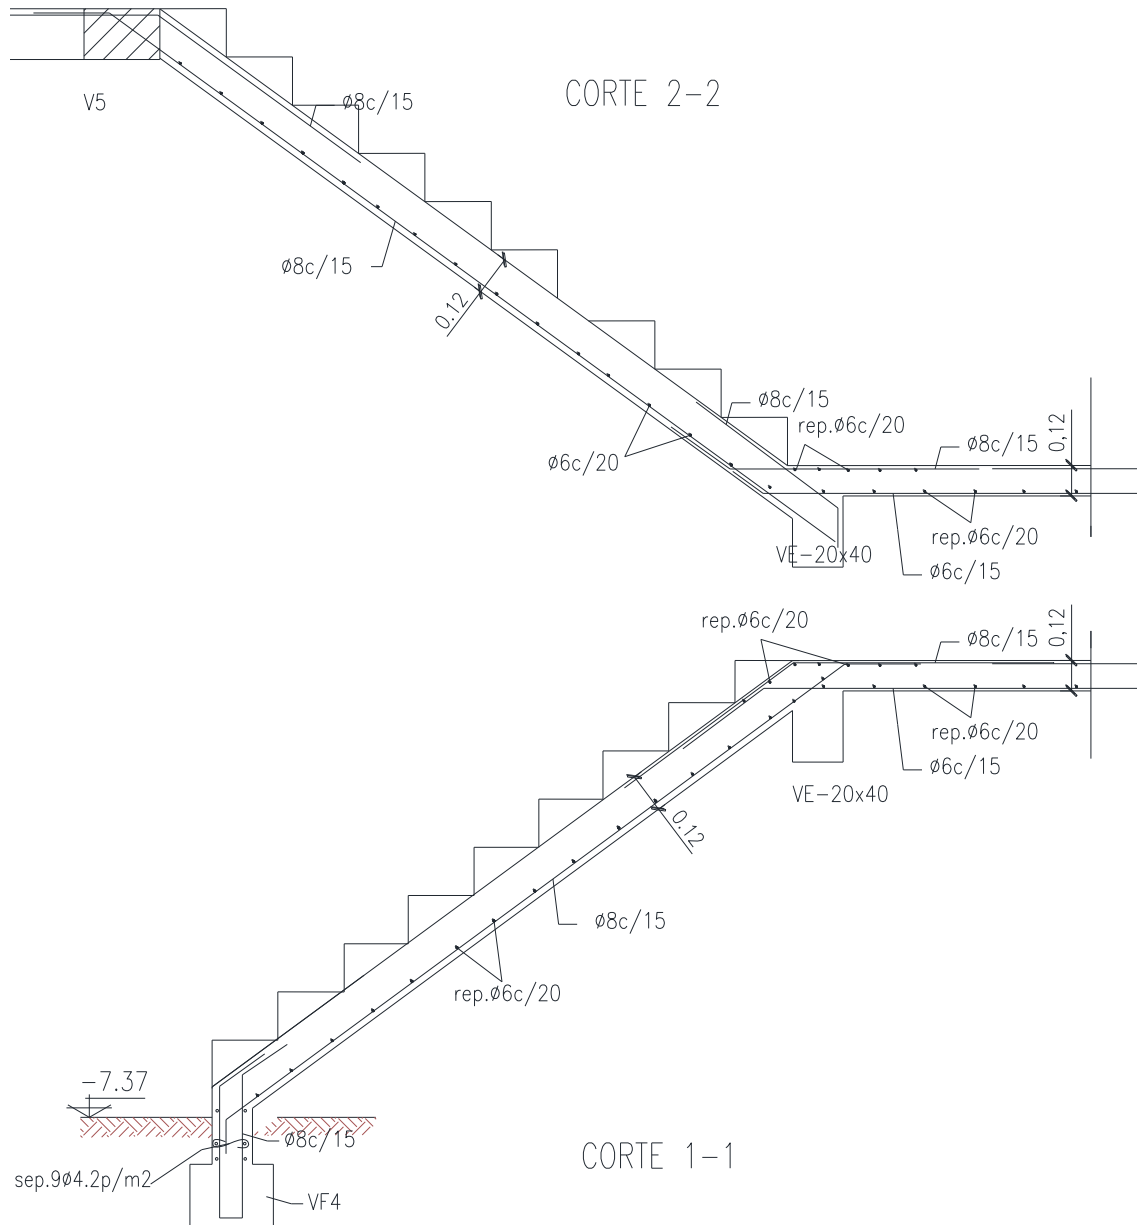 V5
CORTE 2-2
ø8c/15
ø8c/15
0.12
ø8c/15
rep.ø6c/20
ø8c/15
0,12
ø6c/20
rep.ø6c/20
VE-20x40
ø6c/15
rep.ø6c/20
ø8c/15
0,12
rep.ø6c/20
ø6c/15
VE-20x40
0.12
ø8c/15
rep.ø6c/20
-7.37
ø8c/15
CORTE 1-1
sep.9ø4.2p/m2
VF4